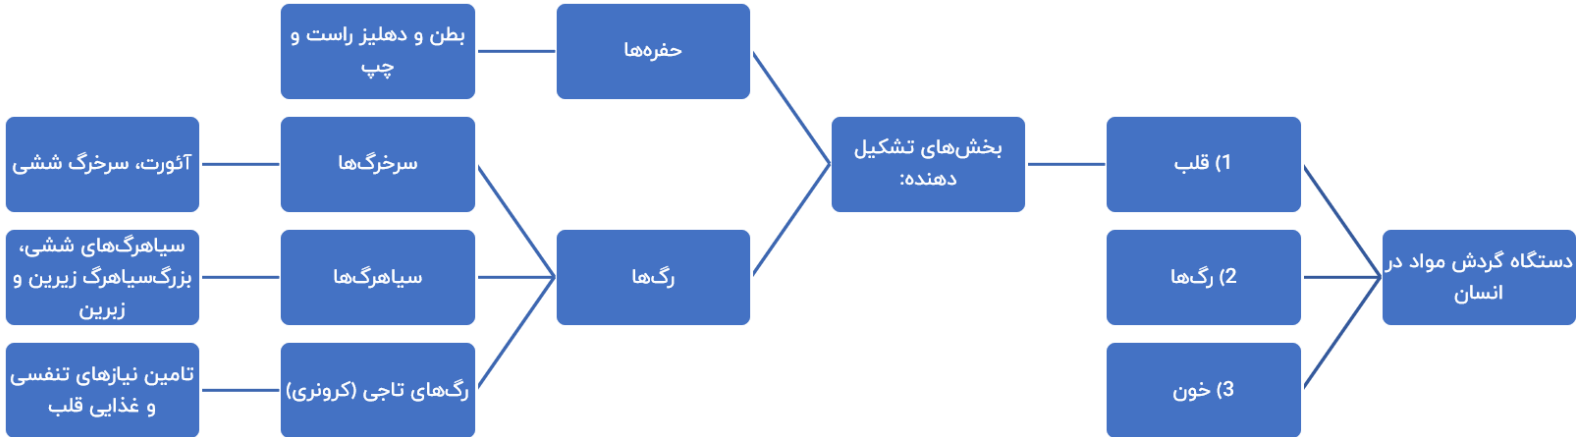 دستگاه گردش مواد در
انسان
1) قلب
2) رگ‌ها
3) خون
بخش‌های تشکیل
دهنده:
حفره‌ها
رگ‌ها
بطن و دهلیز راست و
چپ
سرخرگ‌ها
سیاهرگ‌ها
رگ‌های تاجی (کرونری)
آئورت، سرخرگ ششی
سیاهرگ‌های ششی،
بزرگ‌سیاهرگ زیرین و
زبرین
تامین نیازهای تنفسی
و غذایی قلب